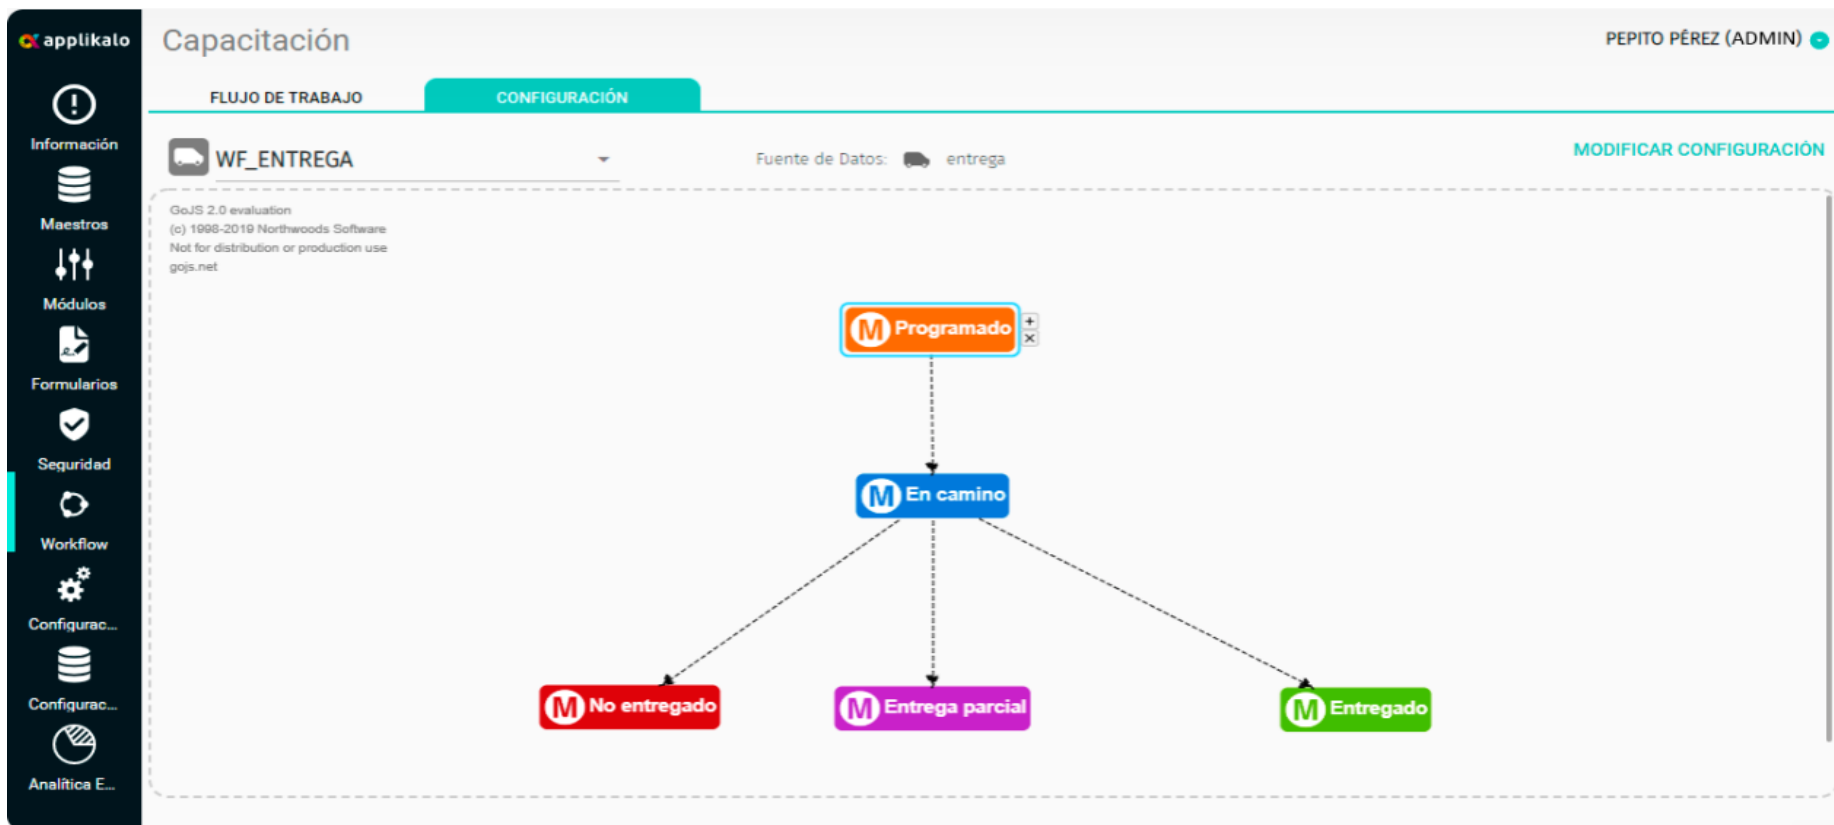 applikalo
Capacitación
PEPITO PÉREZ (ADMIN)
FLUJO DE TRABAJO
CONFIGURACIÓN
Información
WF_ENTREGA
Fuente de Datos: entrega
MODIFICAR CONFIGURACIÓN
Maestros
GoJS 2.0 evaluation
(c) 1998-2019 Northwoods Software
Not for distribution or production use
gojs.net
Módulos
M Programado
+
×
Formularios
Seguridad
M En camino
Workflow
Configurac...
Configurac...
M No entregado
M Entrega parcial
M Entregado
Analítica E...